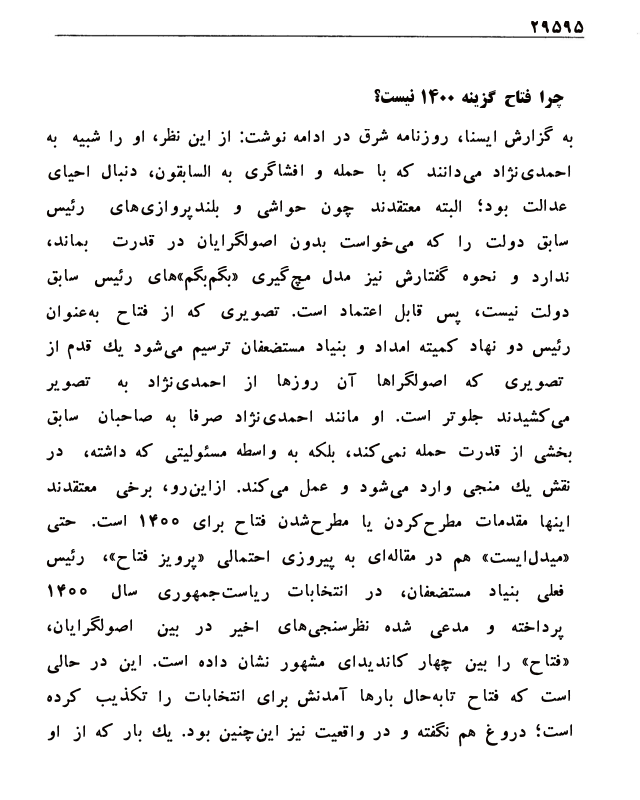 ۲۹۵۹۵
چرا فتاح گزینه ۱۴۰۰ نیست؟
به گزارش ایسنا، روزنامه شرق در ادامه نوشت: از این نظر، او را شبیه به
احمدی‌نژاد می‌دانند که با حمله و افشاگری به السابقون، دنبال احیای
عدالت بود؛ البته معتقدند چون حواشی و بلندپروازی‌های رئیس
سابق دولت را که می‌خواست بدون اصولگرایان در قدرت بماند،
ندارد و نحوه گفتارش نیز مدل مچ‌گیری «بگم‌بگم»های رئیس سابق
دولت نیست، پس قابل اعتماد است. تصویری که از فتاح به‌عنوان
رئیس دو نهاد کمیته امداد و بنیاد مستضعفان ترسیم می‌شود یك قدم از
تصویری که اصولگراها آن روزها از احمدی‌نژاد به تصویر
می‌کشیدند جلوتر است. او مانند احمدی‌نژاد صرفا به صاحبان سابق
بخشی از قدرت حمله نمی‌کند، بلکه به واسطه مسئولیتی که داشته، در
نقش یك منجی وارد می‌شود و عمل می‌کند. ازاین‌رو، برخی معتقدند
اینها مقدمات مطرح‌کردن یا مطرح‌شدن فتاح برای ۱۴۰۰ است. حتی
«میدل‌ایست» هم در مقاله‌ای به پیروزی احتمالی «پرویز فتاح»، رئیس
فعلی بنیاد مستضعفان، در انتخابات ریاست‌جمهوری سال ۱۴۰۰
پرداخته و مدعی شده نظرسنجی‌های اخیر در بین اصولگرایان،
«فتاح» را بین چهار کاندیدای مشهور نشان داده است. این در حالی
است که فتاح تابه‌حال بارها آمدنش برای انتخابات را تکذیب کرده
است؛ دروغ هم نگفته و در واقعیت نیز این‌چنین بود. یك بار که از او